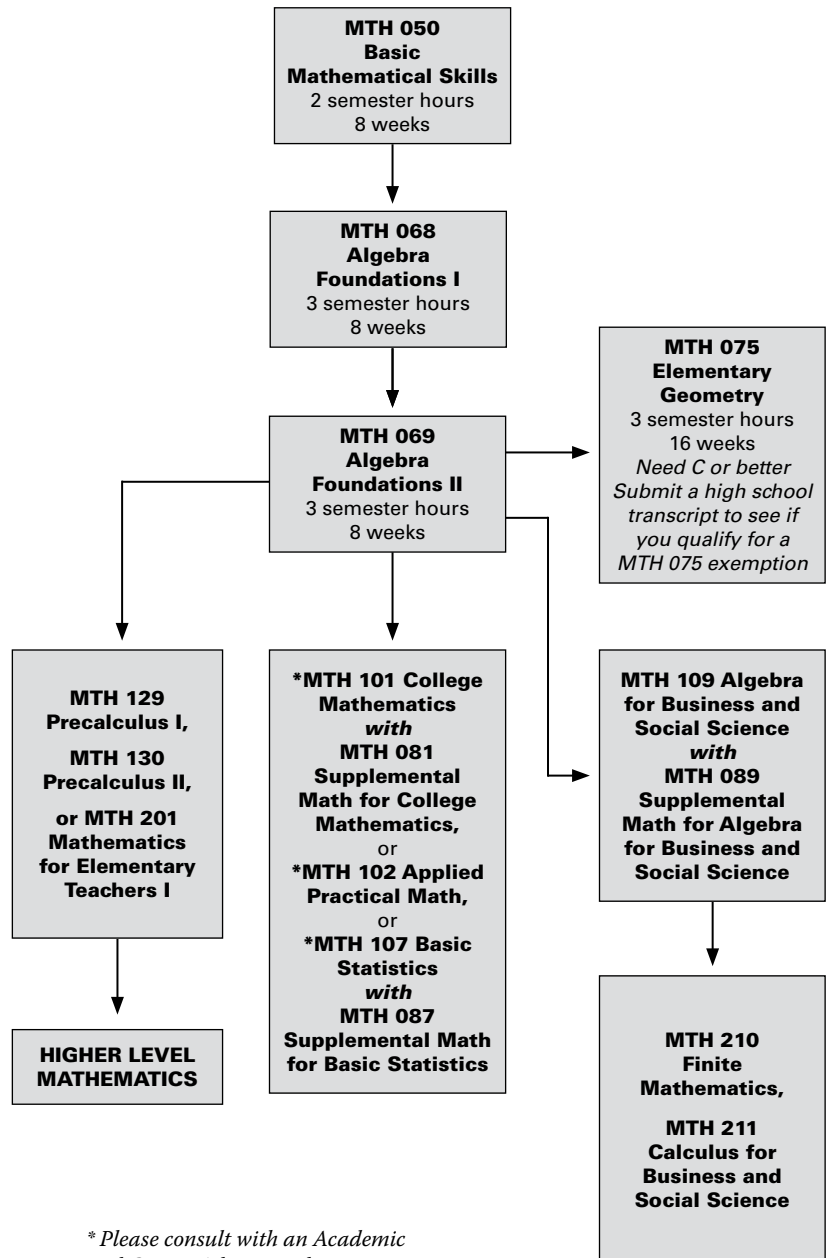 MTH 050
Basic
Mathematical Skills
2 semester hours
8 weeks
MTH 068
Algebra
Foundations I
3 semester hours
8 weeks
MTH 069
Algebra
Foundations II
3 semester hours
8 weeks
MTH 075
Elementary
Geometry
3 semester hours
16 weeks
Need C or better
Submit a high school
transcript to see if
you qualify for a
MTH 075 exemption
MTH 129
Precalculus I,
MTH 130
Precalculus II,
or MTH 201
Mathematics
for Elementary
Teachers I
HIGHER LEVEL
MATHEMATICS
*MTH 101 College
Mathematics
with
MTH 081
Supplemental
Math for College
Mathematics,
or
*MTH 102 Applied
Practical Math,
or
*MTH 107 Basic
Statistics
with
MTH 087
Supplemental Math
for Basic Statistics
MTH 109 Algebra
for Business and
Social Science
with
MTH 089
Supplemental
Math for Algebra
for Business and
Social Science
MTH 210
Finite
Mathematics,
MTH 211
Calculus for
Business and
Social Science
* Please consult with an Academic